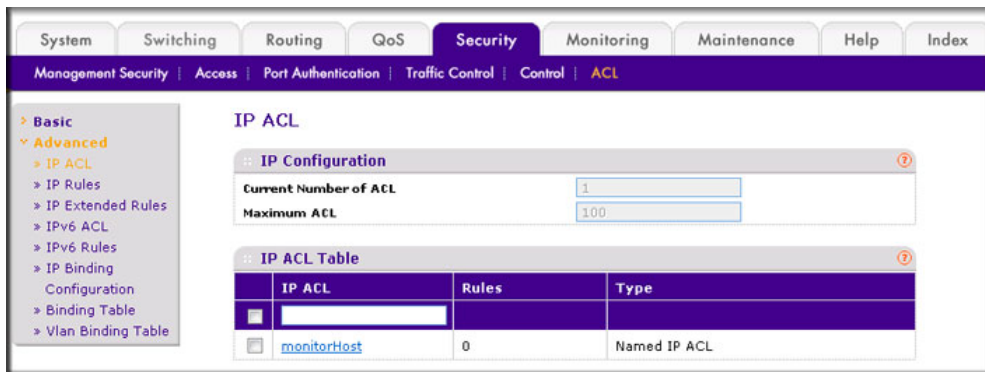 System Switching Routing QoS Security Monitoring Maintenance Help Index
Management Security | Access | Port Authentication | Traffic Control | Control | ACL
Basic
Advanced
» IP ACL
» IP Rules
» IP Extended Rules
» IPv6 ACL
» IPv6 Rules
» IP Binding
Configuration
» Binding Table
» Vlan Binding Table
IP ACL
IP Configuration
Current Number of ACL 1
Maximum ACL 100
IP ACL Table
IP ACL Rules Type
monitorHost 0 Named IP ACL